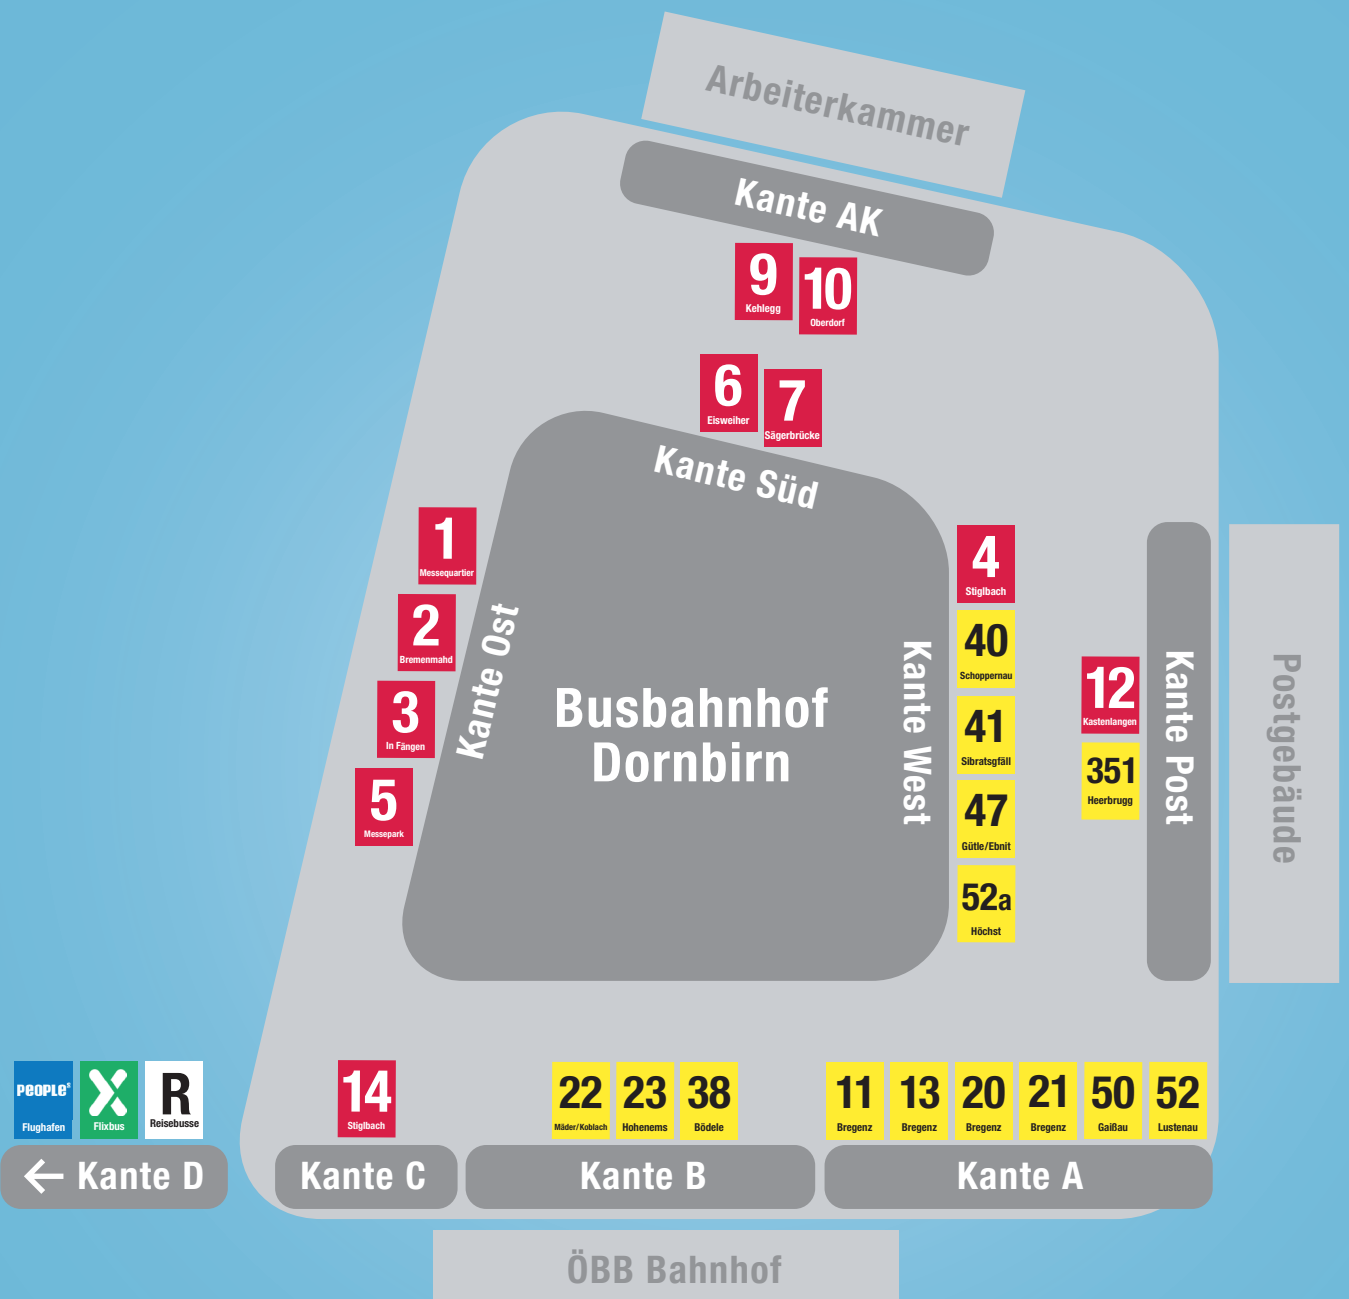 Arbeiterkammer
Kante AK
9
Kehlegg
10
Oberdorf
6
Eisweiher
7
Sägerbrücke
Kante Süd
1
Messequartier
2
Bremenmahd
3
In Fängen
5
Messepark
Kante Ost
Busbahnhof
Dornbirn
Kante West
4
Stiglbach
40
Schoppernau
41
Sibratsgfäll
47
Gütle/Ebnit
52a
Höchst
12
Kastenlangen
351
Heerbrugg
Kante Post
Postgebäude
PEOPLE'S
Flughafen
X
Flixbus
R
Reisebusse
← Kante D
14
Stiglbach
Kante C
22
Mäder/Koblach
23
Hohenems
38
Bödele
Kante B
11
Bregenz
13
Bregenz
20
Bregenz
21
Bregenz
50
Gaißau
52
Lustenau
Kante A
ÖBB Bahnhof